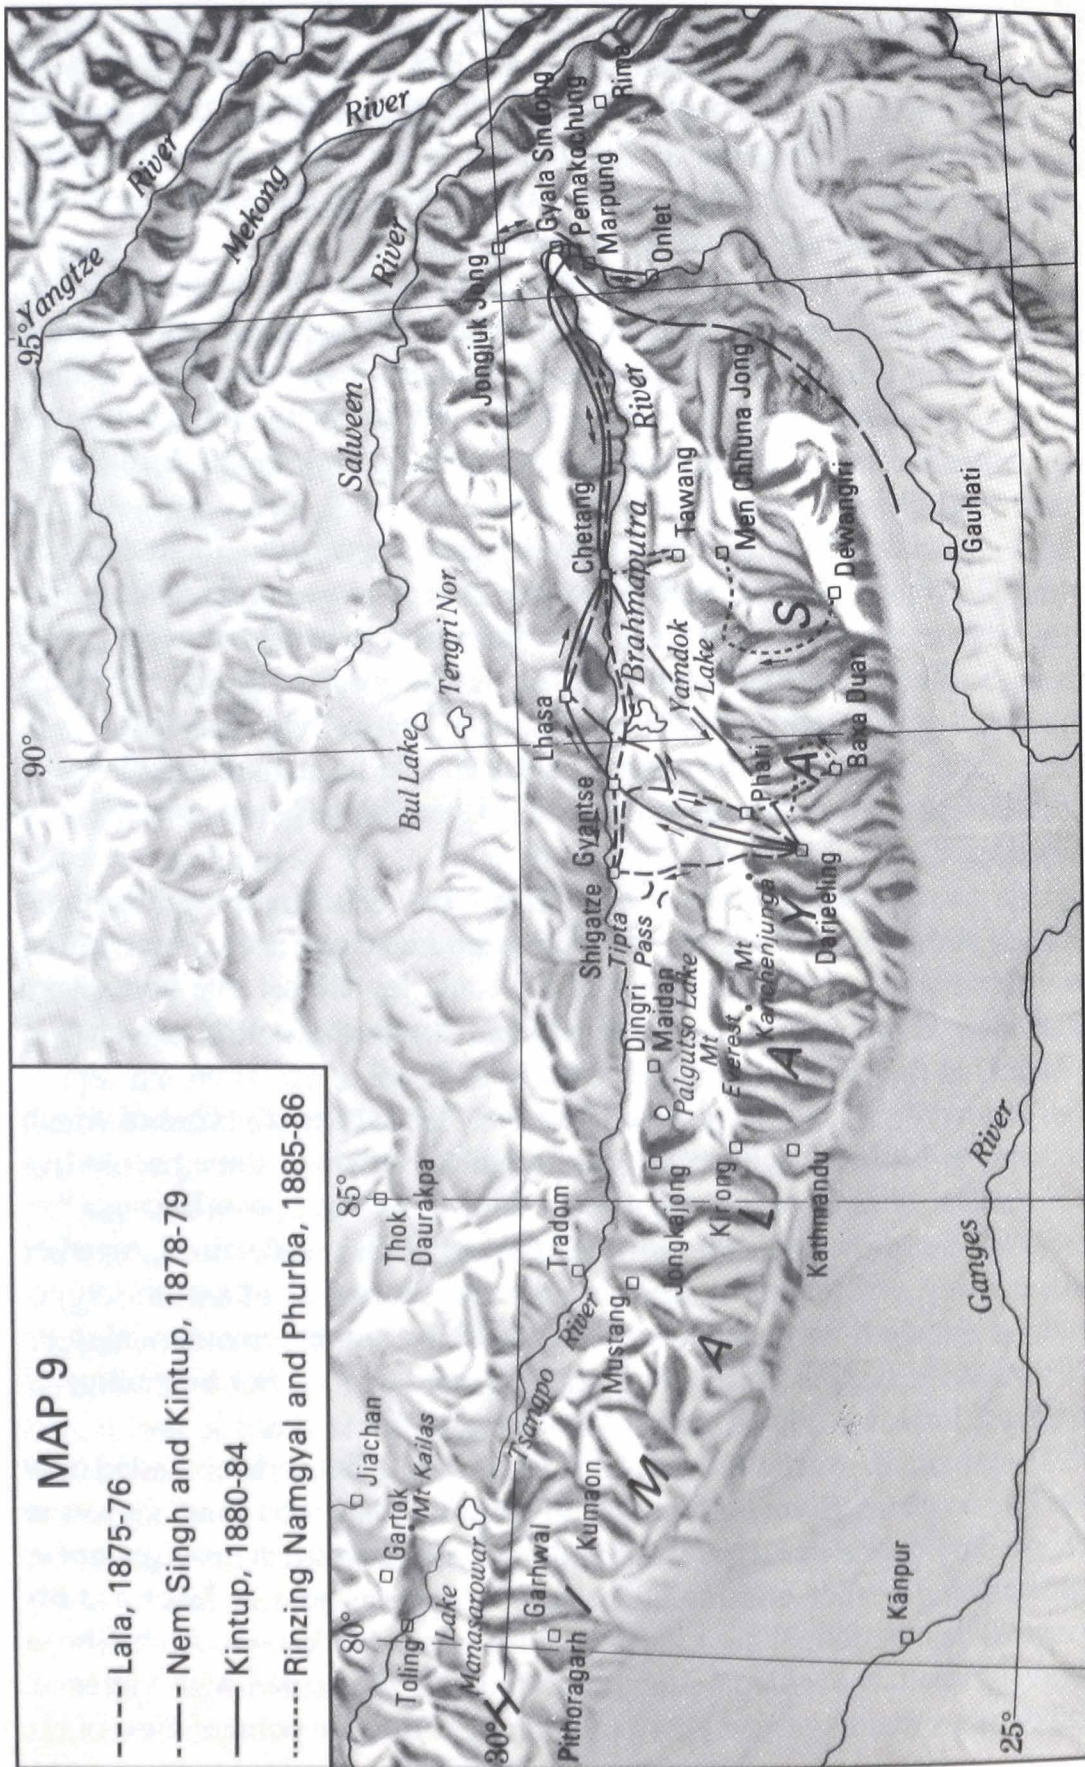 MAP 9
Lala, 1875-76
Nem Singh and Kintup, 1878-79
Kintup, 1880-84
Rinzing Namgyal and Phurba, 1885-86
80°
85°
90°
95°
30°
25°
Yangtze
River
Mekong
River
Salween
River
Bul Lake
Tengri Nor
Thok
Daurakpa
Jiachan
Gartok
Mt Kailas
Toling
Lake
Manasarowar
Jongjuk Jong
Gyala Sindong
Pemakochung
Marpung
Rima
Onlet
Lhasa
Chetang
Brahmaputra
River
Tawang
Men Chhuna Jong
Yamdok
Lake
Gyantse
Shigatze
Tipta
Pass
Dingri
Maidan
Palgutso Lake
Mt
Everest
Mt
Kanchenjunga
Phari
Darjeeling
Baxa Duar
Dewangiri
Gauhati
Tradom
Tsangpo
River
Mustang
Jongkajong
Kirong
Kathmandu
Garhwal
Kumaon
Pithoragarh
HIMALAYAS
Kānpur
Ganges
River